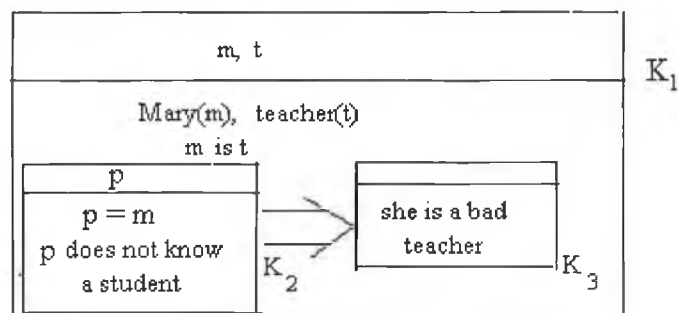 m, t
K1
Mary(m), teacher(t)
m is t
p
p = m
p does not know
a student
K2
she is a bad
teacher
K3